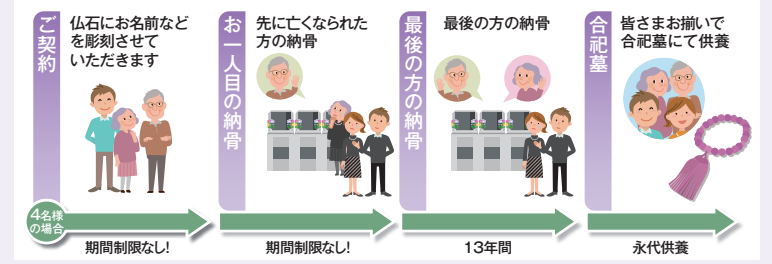 ご契約
仏石にお名前など
を彫刻させて
いただきます
お一人目の納骨
先に亡くなられた
方の納骨
最後の方の納骨
最後の方の納骨
合祀墓
皆さまお揃いで
合祀墓にて供養
4名様
の場合
期間制限なし!
期間制限なし!
13年間
永代供養